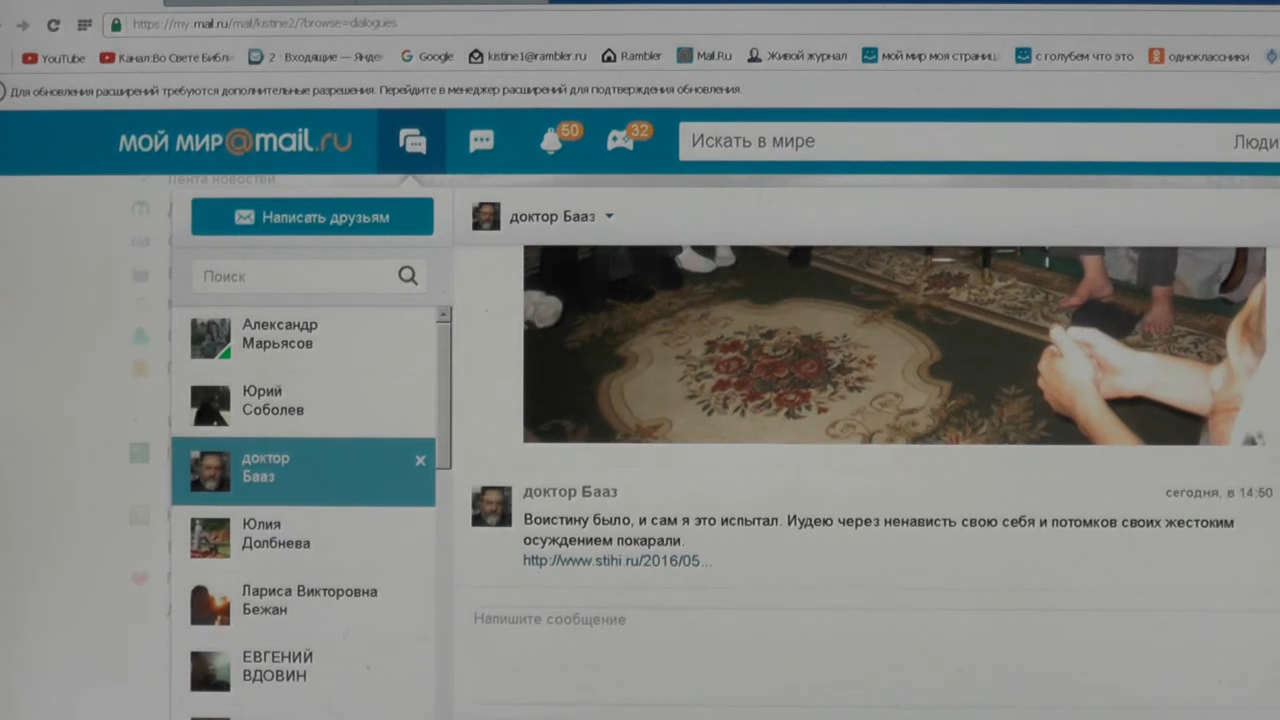 https://my.mail.ru/mail/kistine2/?browse=dialogues
YouTube Канал:Во Свете Библ 2 · Входящие — Янде Google kistine1@rambler.ru Rambler Mail.Ru Живой журнал мой мир моя страниц с голубем что это одноклассники
Для обновления расширений требуются дополнительные разрешения. Перейдите в менеджер расширений для подтверждения обновления.
МОЙ МИР@mail.ru 50 32 Искать в мире Люди
Лента новостей
Написать друзьям
доктор Бааз
Поиск
Александр
Марьясов
Юрий
Соболев
доктор
Бааз
Юлия
Долбнева
Лариса Викторовна
Бежан
ЕВГЕНИЙ
ВДОВИН
доктор Бааз сегодня, в 14:50
Воистину было, и сам я это испытал. Иудею через ненависть свою себя и потомков своих жестоким
осуждением покарали.
http://www.stihi.ru/2016/05...
Напишите сообщение